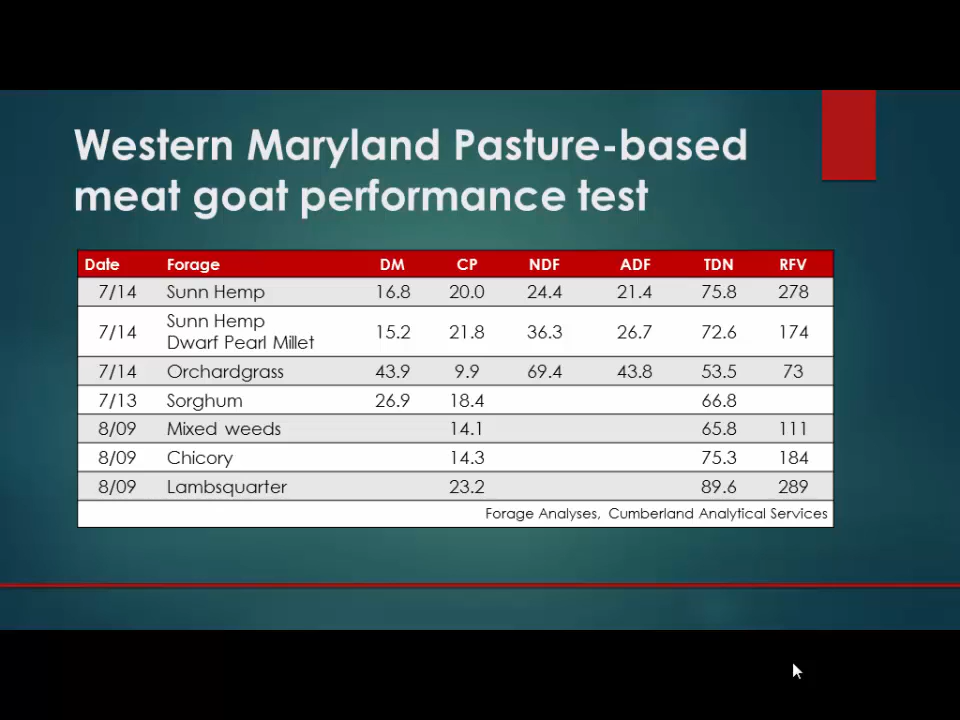 Western Maryland Pasture-based
meat goat performance test
Date Forage DM CP NDF ADF TDN RFV
7/14 Sunn Hemp 16.8 20.0 24.4 21.4 75.8 278
7/14 Sunn Hemp Dwarf Pearl Millet 15.2 21.8 36.3 26.7 72.6 174
7/14 Orchardgrass 43.9 9.9 69.4 43.8 53.5 73
7/13 Sorghum 26.9 18.4 66.8
8/09 Mixed weeds 14.1 65.8 111
8/09 Chicory 14.3 75.3 184
8/09 Lambsquarter 23.2 89.6 289
Forage Analyses, Cumberland Analytical Services